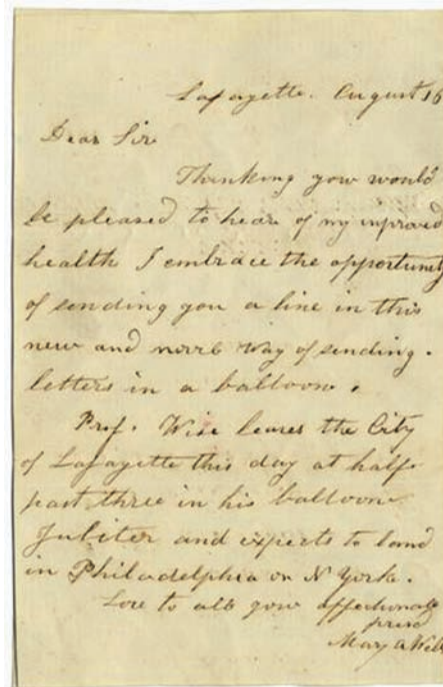 Lafayette. August 16
Dear Sir
Thinking you would
be pleased to hear of my improved
health I embrace the opportunity
of sending you a line in this
new and novel way of sending.
letters in a balloon.
Prof. Wise leaves the City
of Lafayette this day at half
past three in his balloon
Jubiter and expects to land
in Philadelphia or N York.
Love to all your affectionate
friend
Mary A Wells